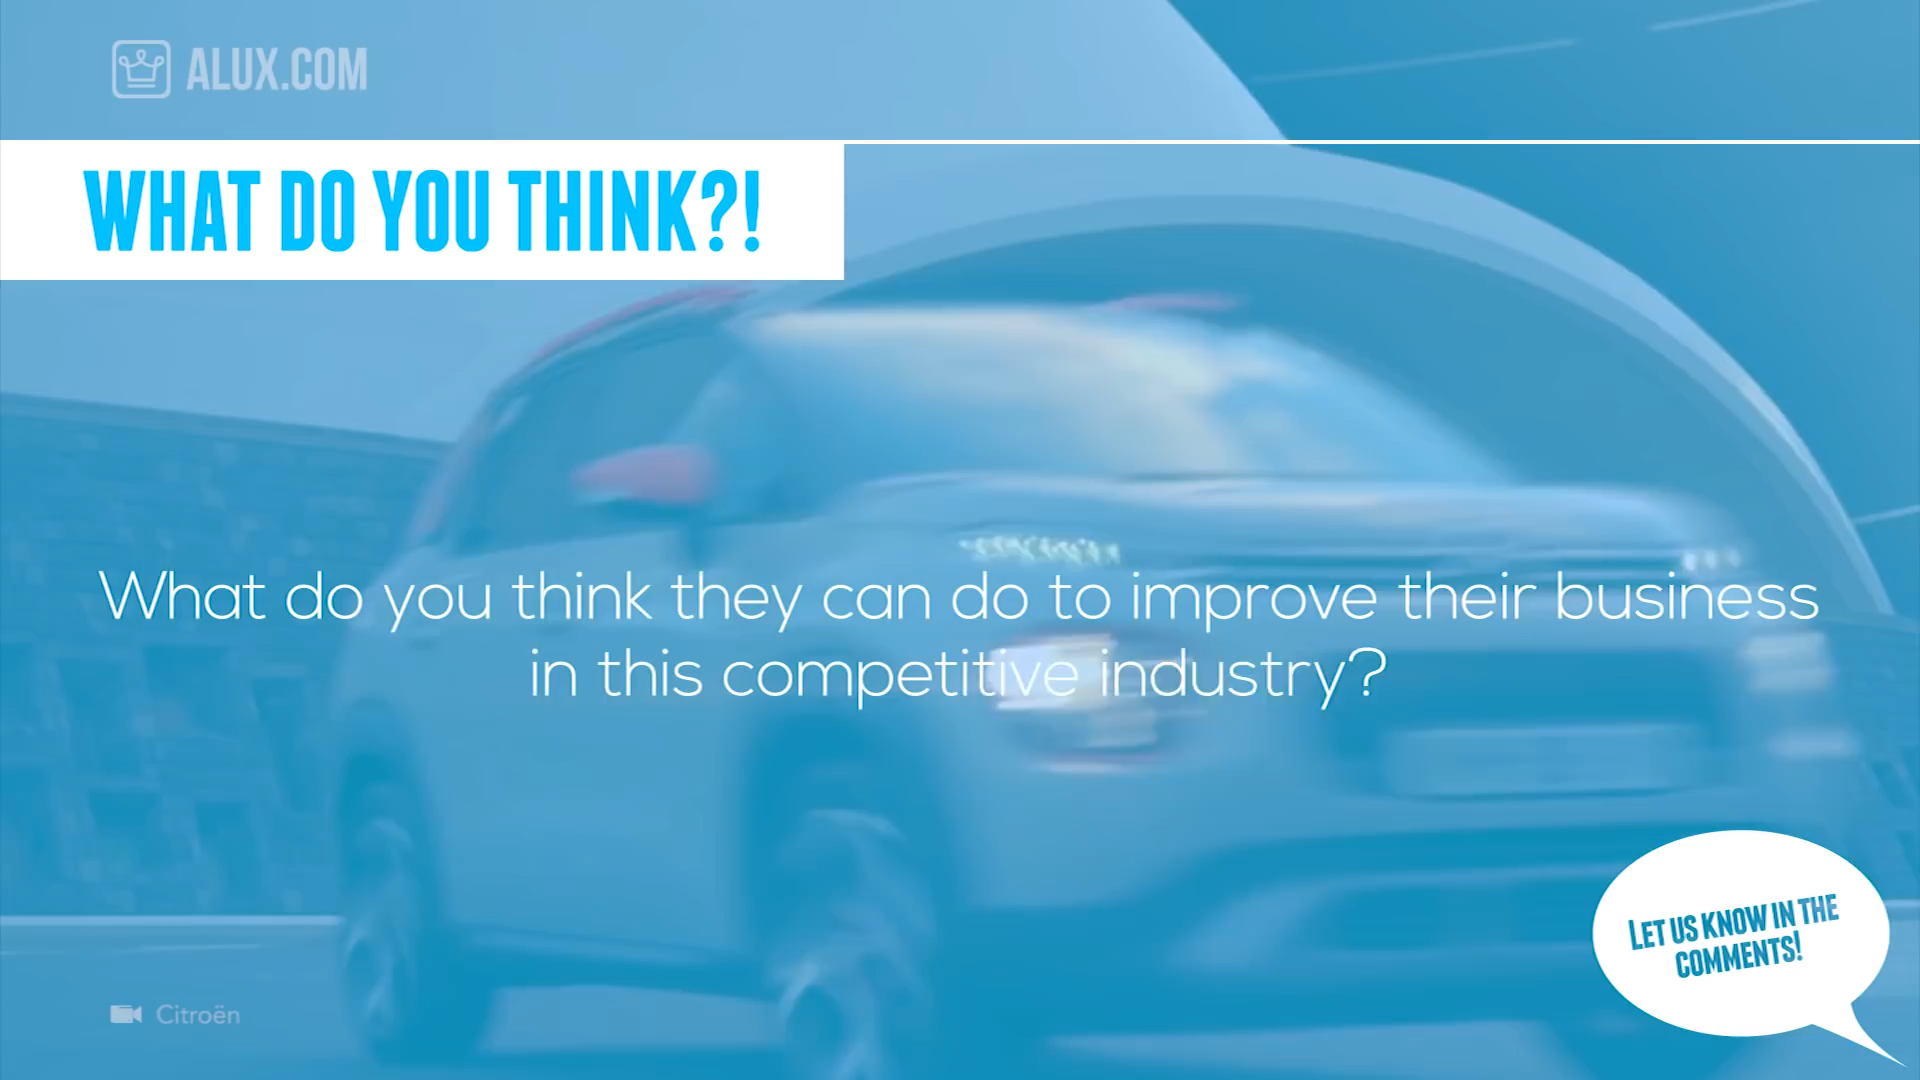 ALUX.COM
WHAT DO YOU THINK?!
What do you think they can do to improve their business
in this competitive industry?
LET US KNOW IN THE
COMMENTS!
Citroën